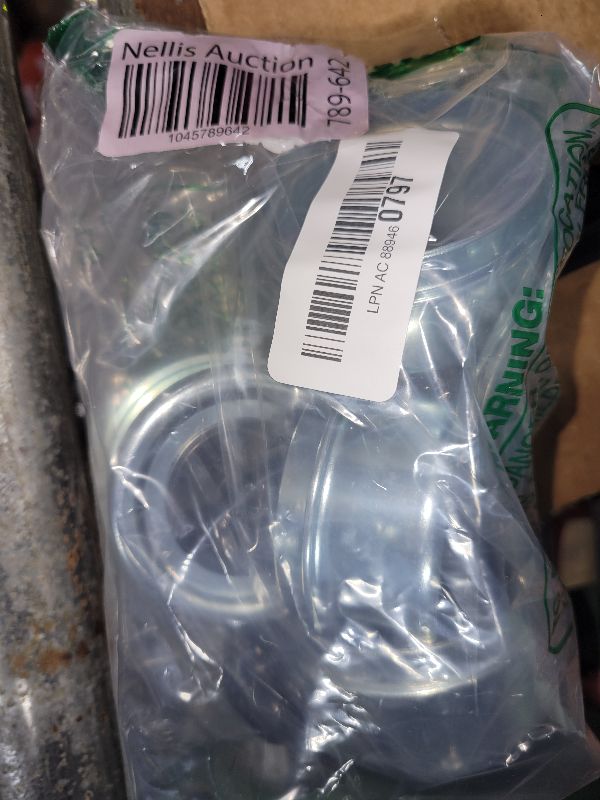 Nellis Auction
1045789642
789-642
LPN AC 88946 0797
WARNING: